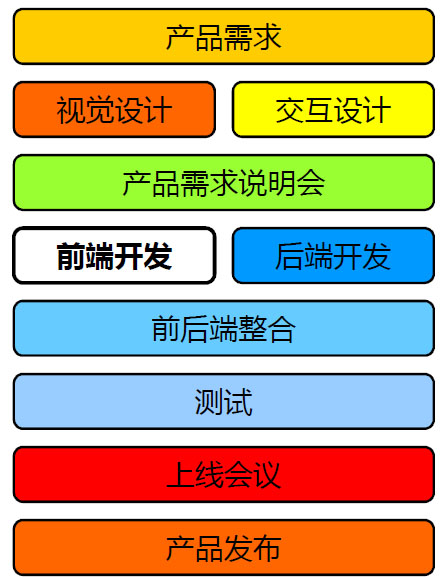 产品需求
视觉设计 交互设计
产品需求说明会
前端开发 后端开发
前后端整合
测试
上线会议
产品发布